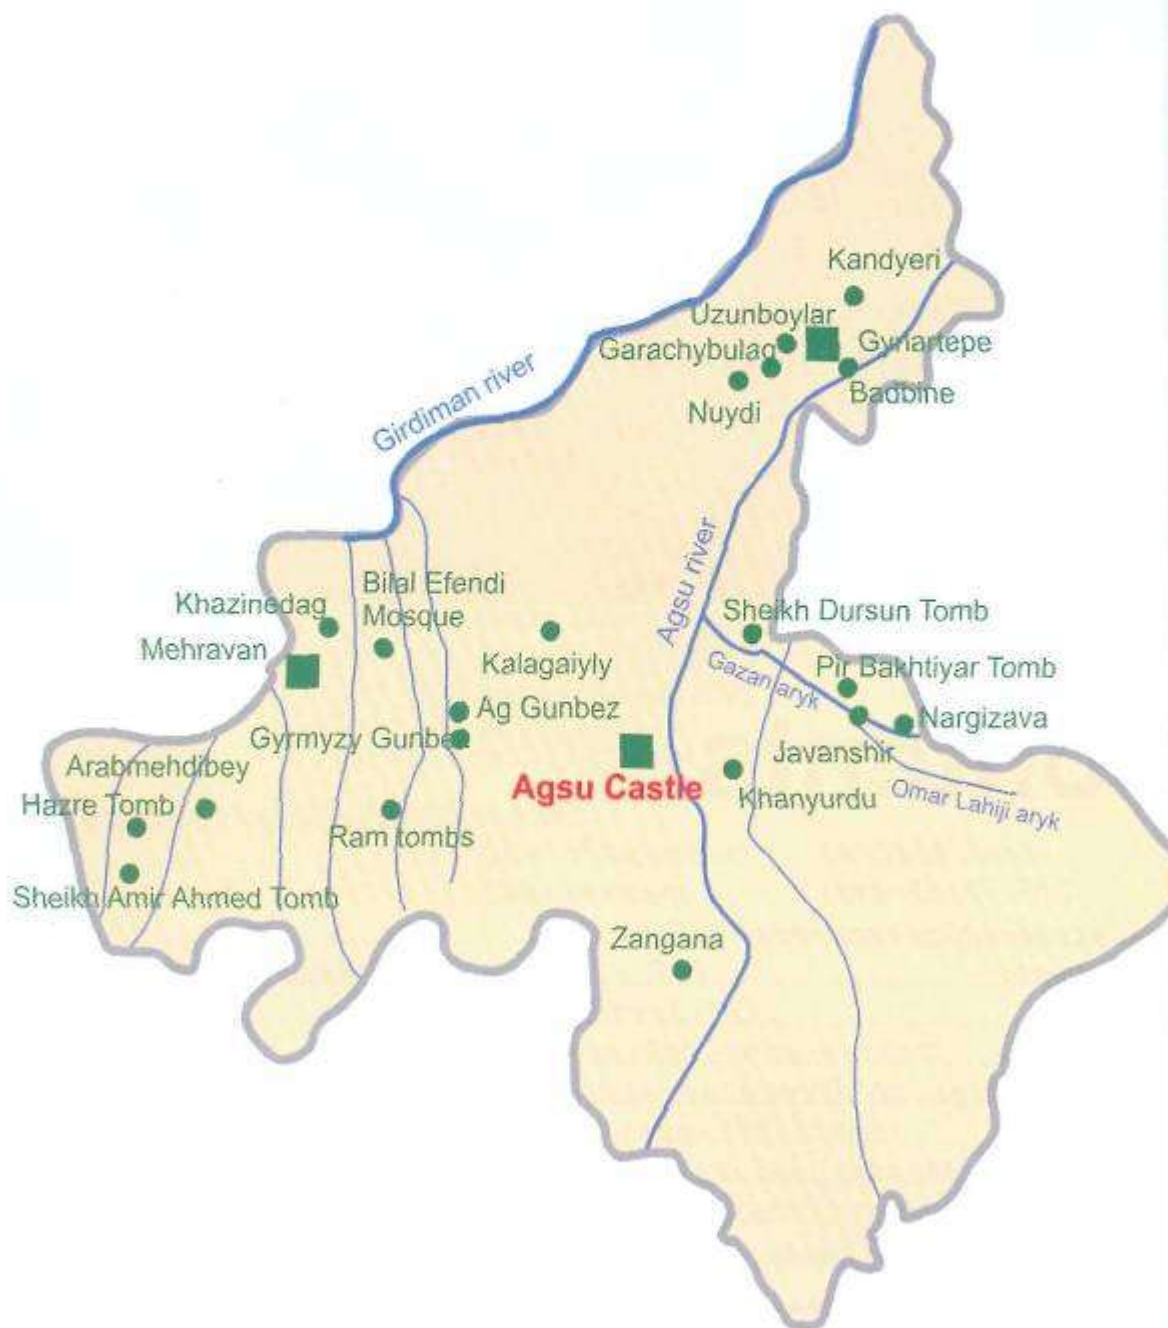 Kandyeri
Uzunboylar
Garachybulag
Gynartepe
Nuydi
Badbine
Girdiman river
Agsu river
Bilal Efendi
Mosque
Khazinedag
Mehravan
Kalagaiyly
Sheikh Dursun Tomb
Gazan aryk
Pir Bakhtiyar Tomb
Ag Gunbez
Nargizava
Gyrmyzy Gunbez
Javanshir
Arabmehdibey
Agsu Castle
Khanyurdu
Omar Lahiji aryk
Hazre Tomb
Ram tombs
Sheikh Amir Ahmed Tomb
Zangana